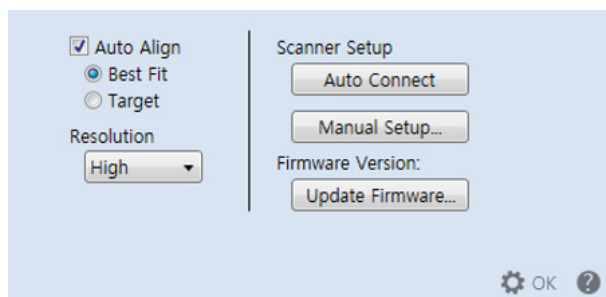 Auto Align
Best Fit
Target
Resolution
High
Scanner Setup
Auto Connect
Manual Setup...
Firmware Version:
Update Firmware...
OK
?